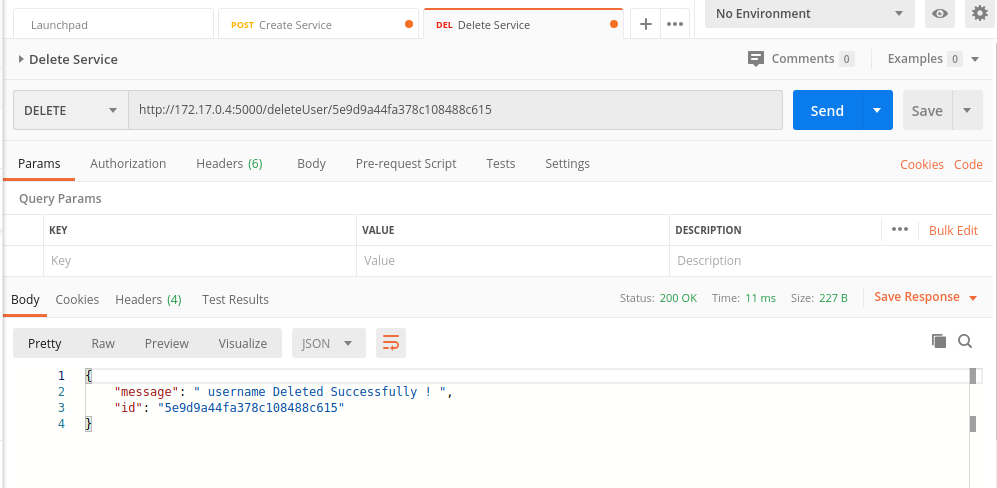 Launchpad POST Create Service DEL Delete Service + ••• No Environment
Delete Service Comments 0 Examples 0
DELETE http://172.17.0.4:5000/deleteUser/5e9d9a44fa378c108488c615 Send Save
Params Authorization Headers (6) Body Pre-request Script Tests Settings Cookies Code
Query Params
KEY VALUE DESCRIPTION ••• Bulk Edit
Key Value Description
Body Cookies Headers (4) Test Results Status: 200 OK Time: 11 ms Size: 227 B Save Response
Pretty Raw Preview Visualize JSON
1 {
2 "message": " username Deleted Successfully ! ",
3 "id": "5e9d9a44fa378c108488c615"
4 }